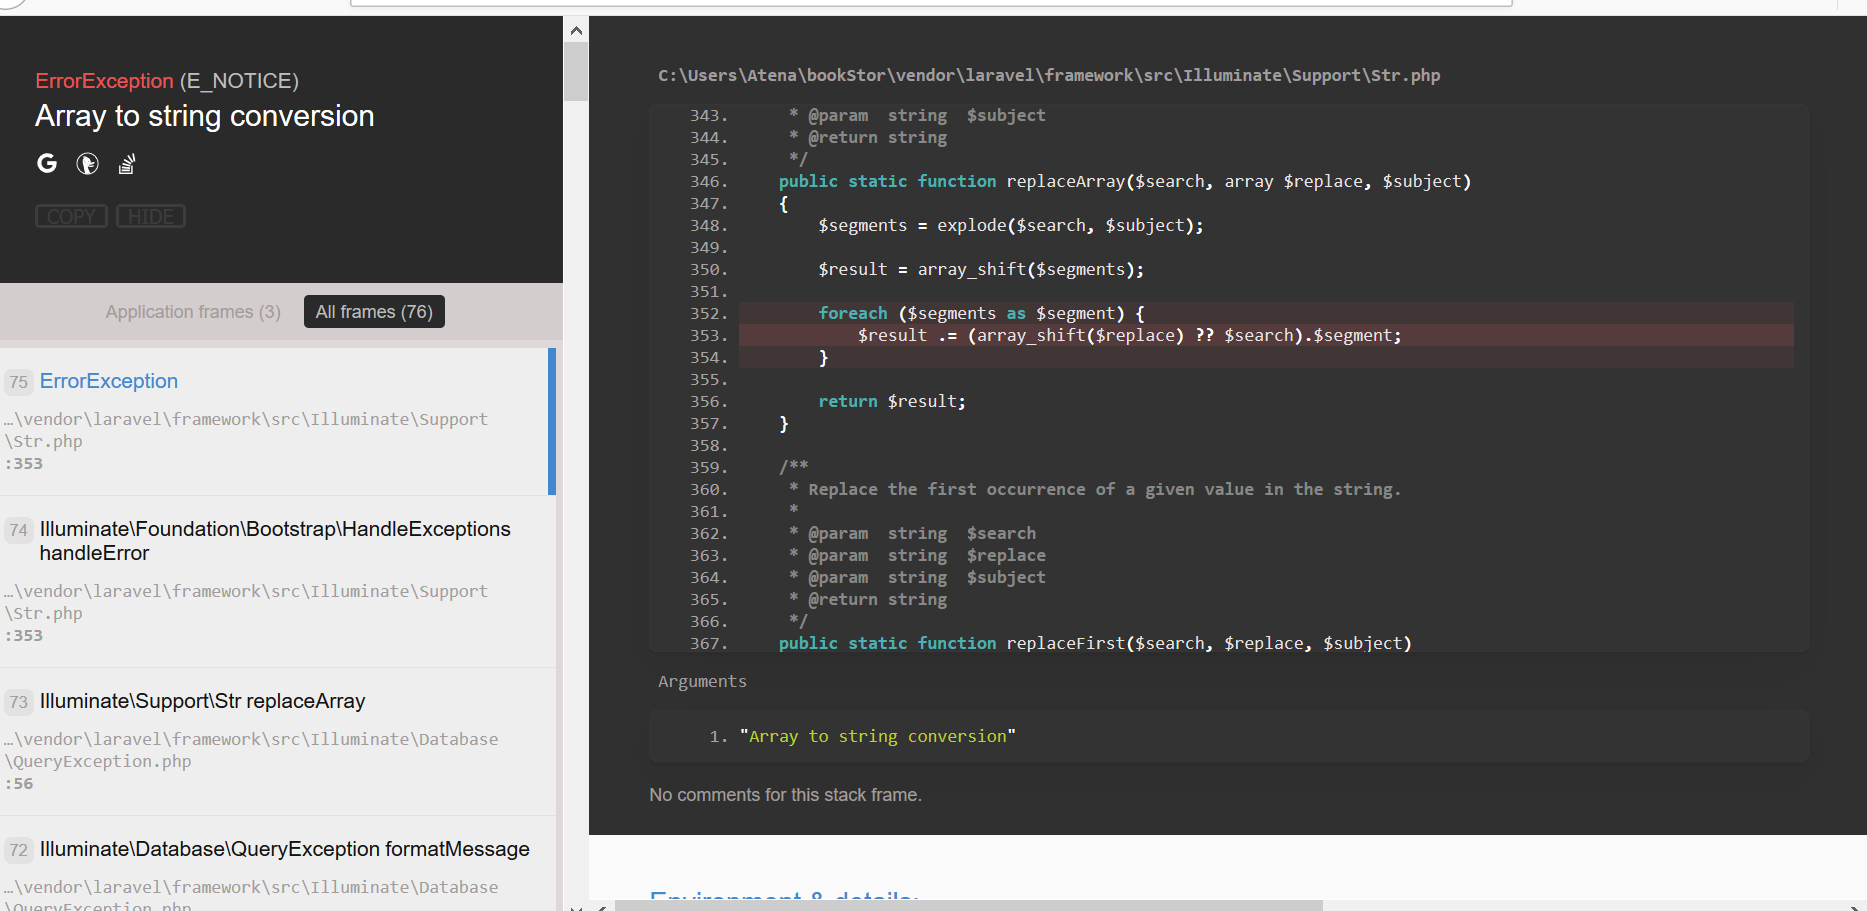 ErrorException (E_NOTICE)
Array to string conversion
COPY HIDE
Application frames (3) All frames (76)
75 ErrorException
…\vendor\laravel\framework\src\Illuminate\Support
\Str.php
:353
74 Illuminate\Foundation\Bootstrap\HandleExceptions
handleError
…\vendor\laravel\framework\src\Illuminate\Support
\Str.php
:353
73 Illuminate\Support\Str replaceArray
…\vendor\laravel\framework\src\Illuminate\Database
\QueryException.php
:56
72 Illuminate\Database\QueryException formatMessage
…\vendor\laravel\framework\src\Illuminate\Database
\QueryException.php
C:\Users\Atena\bookStor\vendor\laravel\framework\src\Illuminate\Support\Str.php
343.      * @param  string  $subject
344.      * @return string
345.      */
346.     public static function replaceArray($search, array $replace, $subject)
347.     {
348.         $segments = explode($search, $subject);
349.
350.         $result = array_shift($segments);
351.
352.         foreach ($segments as $segment) {
353.             $result .= (array_shift($replace) ?? $search).$segment;
354.         }
355.
356.         return $result;
357.     }
358.
359.     /**
360.      * Replace the first occurrence of a given value in the string.
361.      *
362.      * @param  string  $search
363.      * @param  string  $replace
364.      * @param  string  $subject
365.      * @return string
366.      */
367.     public static function replaceFirst($search, $replace, $subject)
Arguments
1. "Array to string conversion"
No comments for this stack frame.
Environment & details: